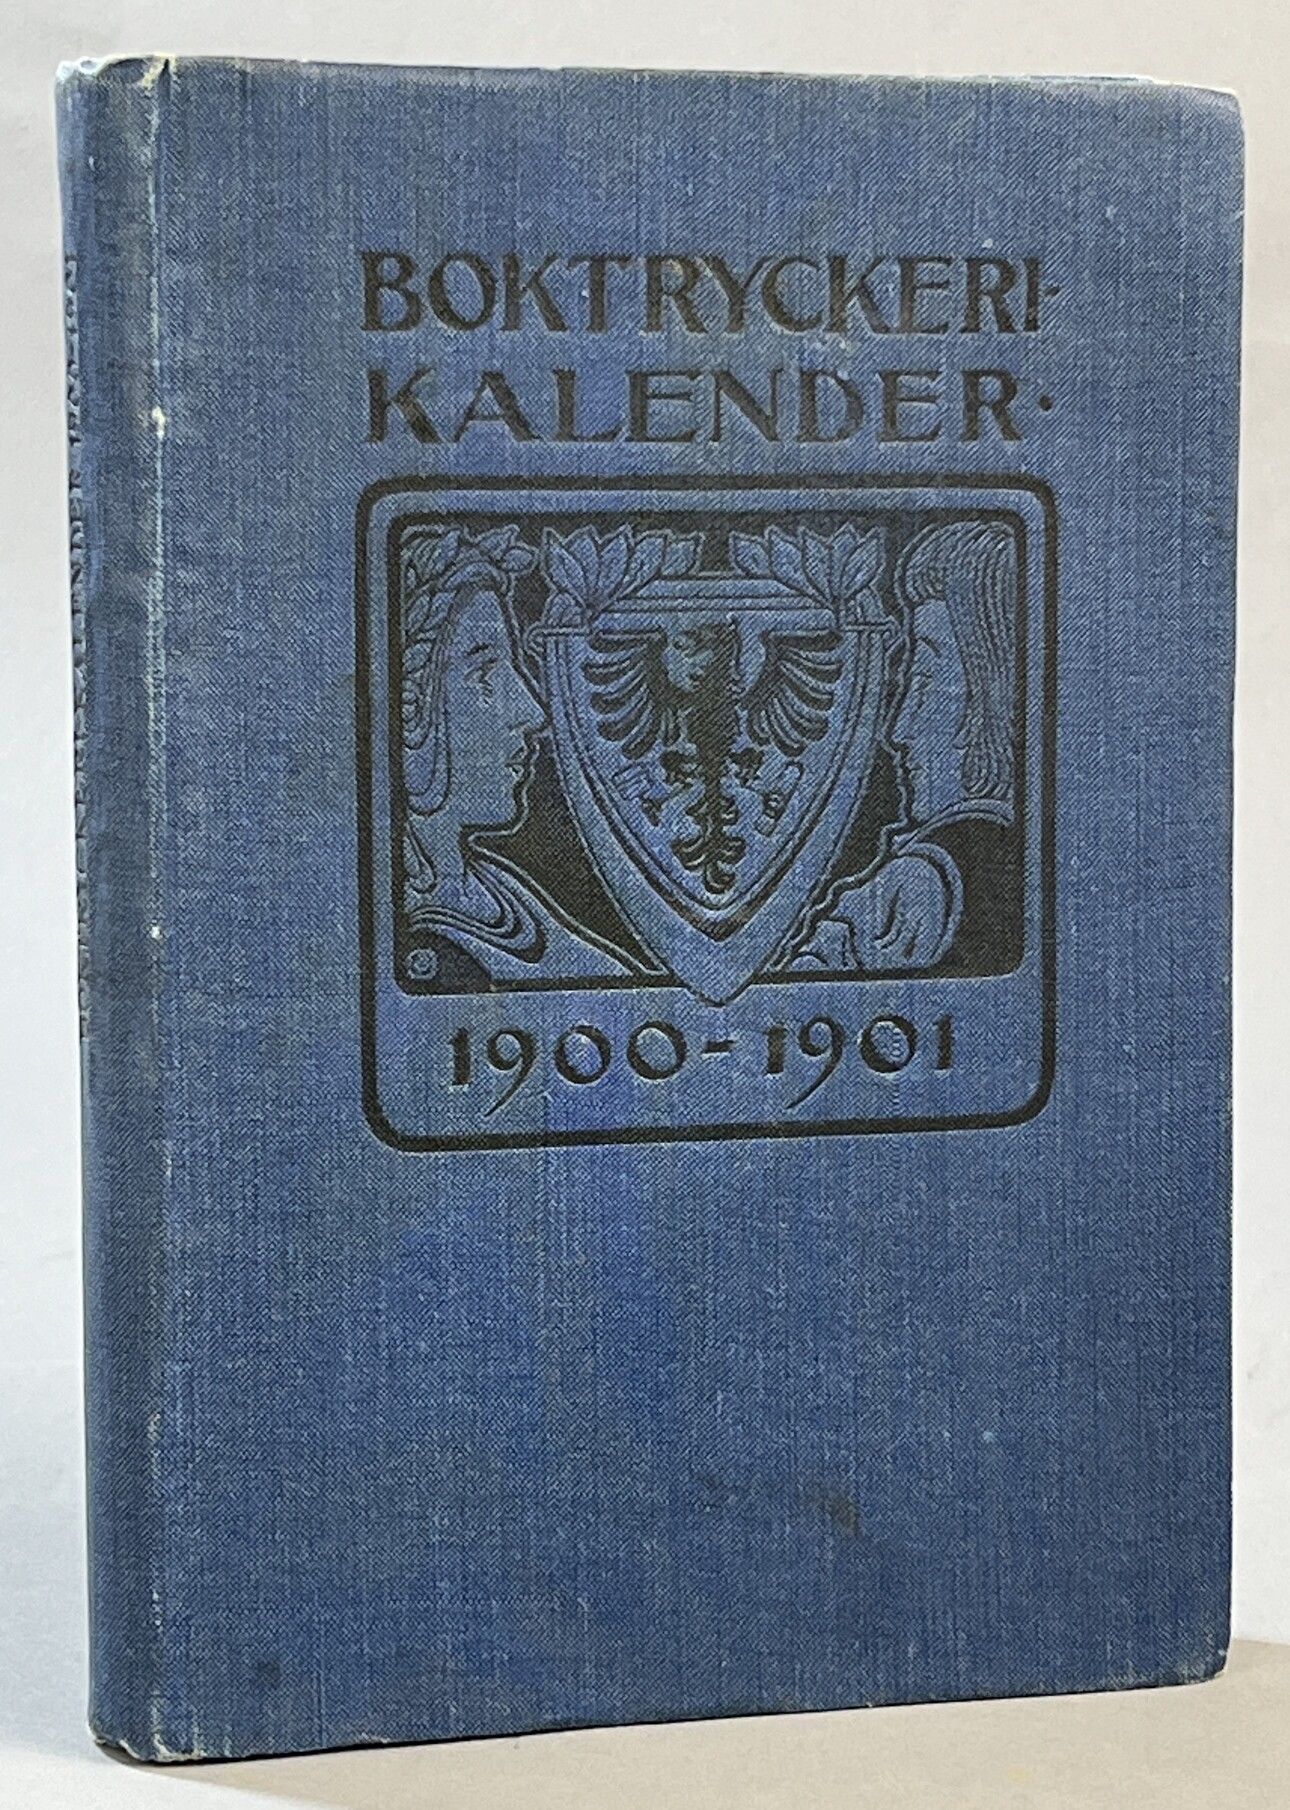 BOKTRYCKERI-
KALENDER·
1900-1901